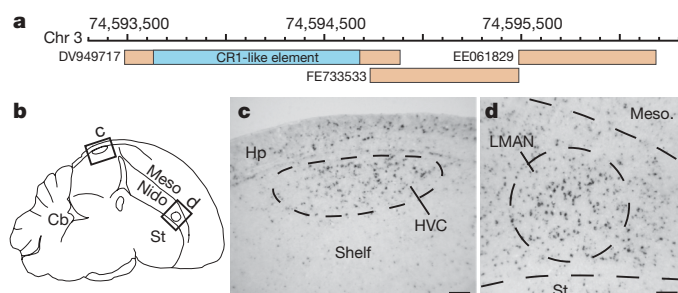 a
74,593,500 74,594,500 74,595,500
Chr 3
DV949717 CR1-like element EE061829
FE733533
b c d
c Meso.
LMAN
Hp
Meso
Nido d
Cb St HVC
Shelf
St